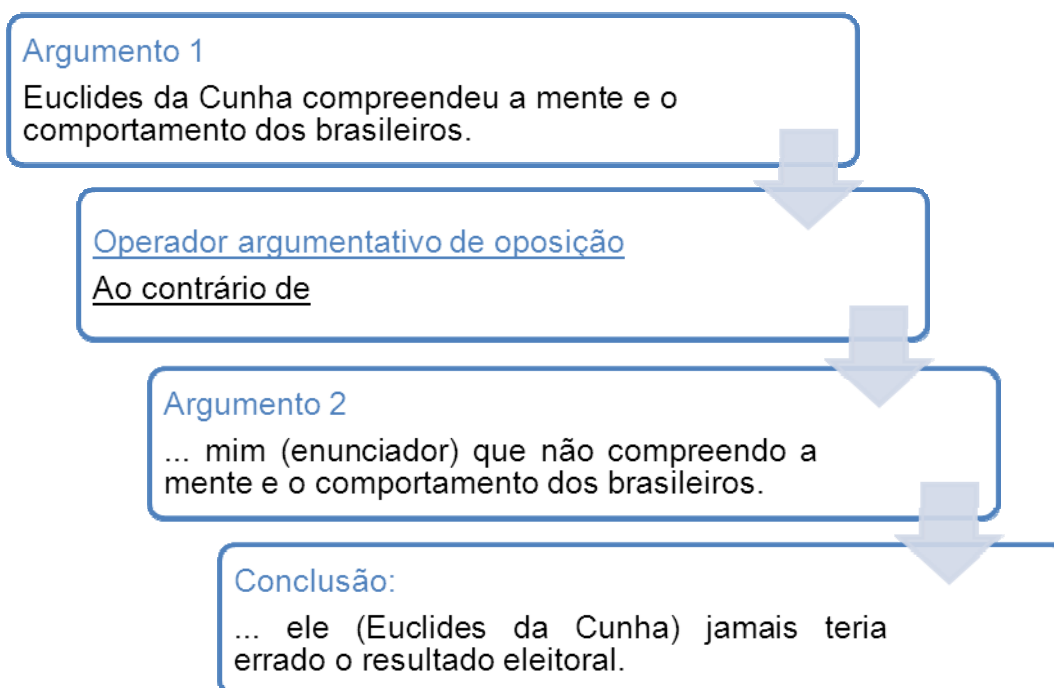 Argumento 1
Euclides da Cunha compreendeu a mente e o
comportamento dos brasileiros.
Operador argumentativo de oposição
Ao contrário de
Argumento 2
... mim (enunciador) que não compreendo a
mente e o comportamento dos brasileiros.
Conclusão:
... ele (Euclides da Cunha) jamais teria
errado o resultado eleitoral.